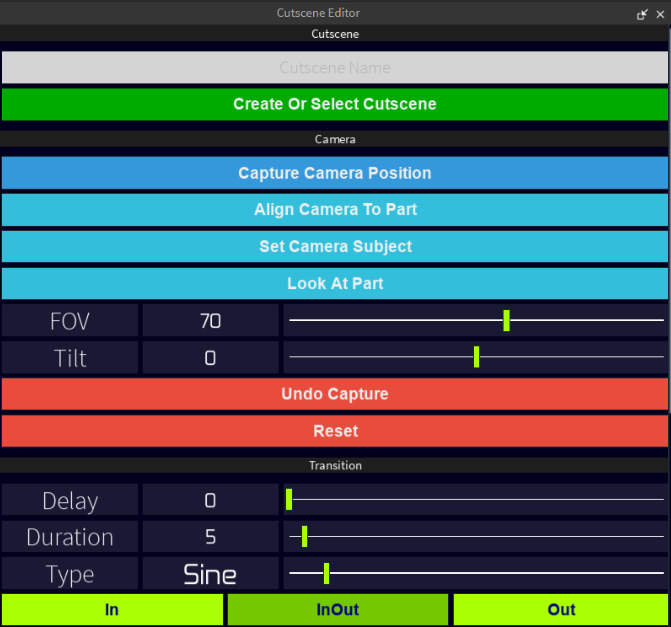 Cutscene Editor
Cutscene
Cutscene Name
Create Or Select Cutscene
Camera
Capture Camera Position
Align Camera To Part
Set Camera Subject
Look At Part
FOV 70
Tilt 0
Undo Capture
Reset
Transition
Delay 0
Duration 5
Type Sine
In InOut Out